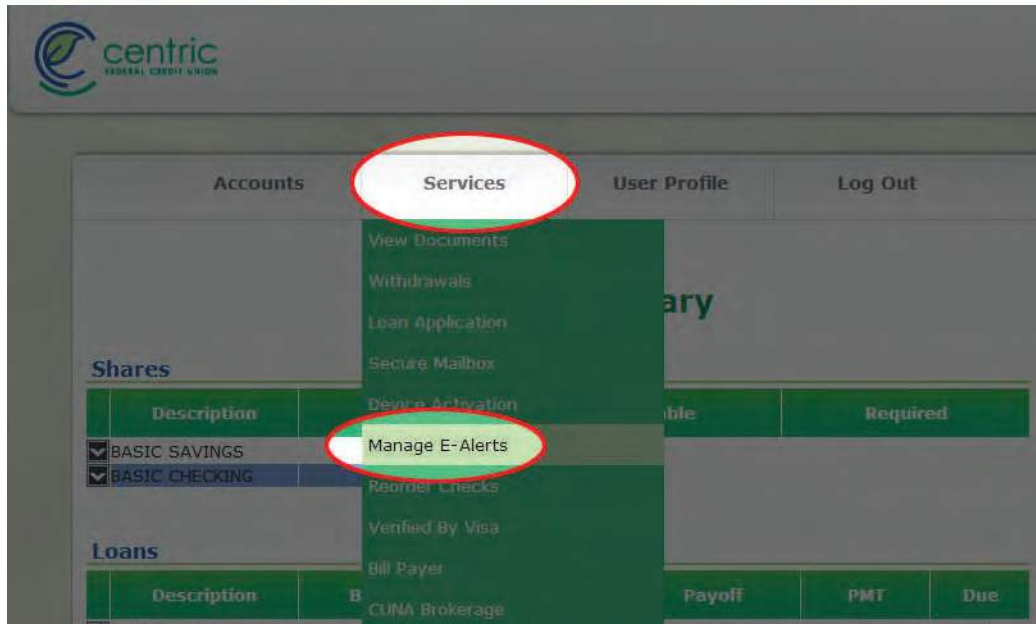 centric
FEDERAL CREDIT UNION
Accounts Services User Profile Log Out
View Documents
Withdrawals
Loan Application
ary
Secure Mailbox
Shares
Device Activation
Description Required
Manage E-Alerts
BASIC SAVINGS
BASIC CHECKING
Reorder Checks
Verified By Visa
Loans
Bill Payer
Description B Payoff PMT Due
CUNA Brokerage